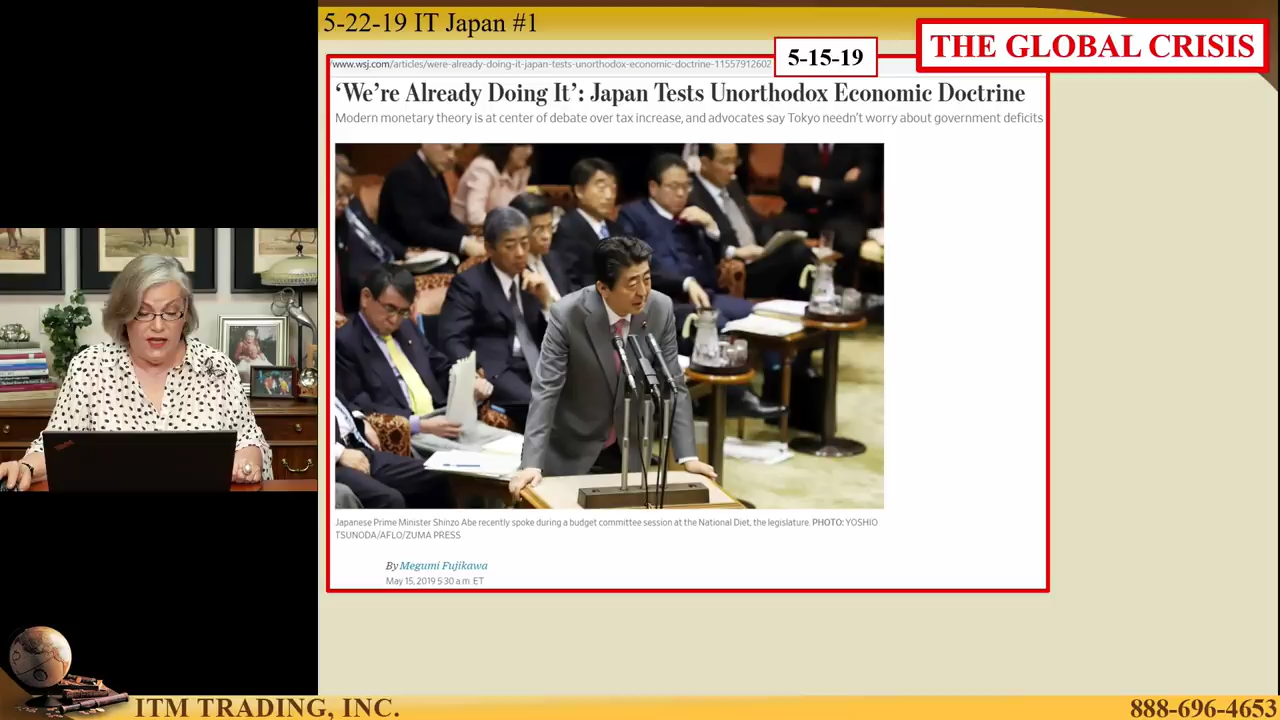 5-22-19 IT Japan #1
THE GLOBAL CRISIS
5-15-19
www.wsj.com/articles/were-already-doing-it-japan-tests-unorthodox-economic-doctrine-11557912602
‘We’re Already Doing It’: Japan Tests Unorthodox Economic Doctrine
Modern monetary theory is at center of debate over tax increase, and advocates say Tokyo needn’t worry about government deficits
Japanese Prime Minister Shinzo Abe recently spoke during a budget committee session at the National Diet, the legislature. PHOTO: YOSHIO
TSUNODA/AFLO/ZUMA PRESS
By Megumi Fujikawa
May 15, 2019 5:30 a.m. ET
ITM TRADING, INC.
888-696-4653